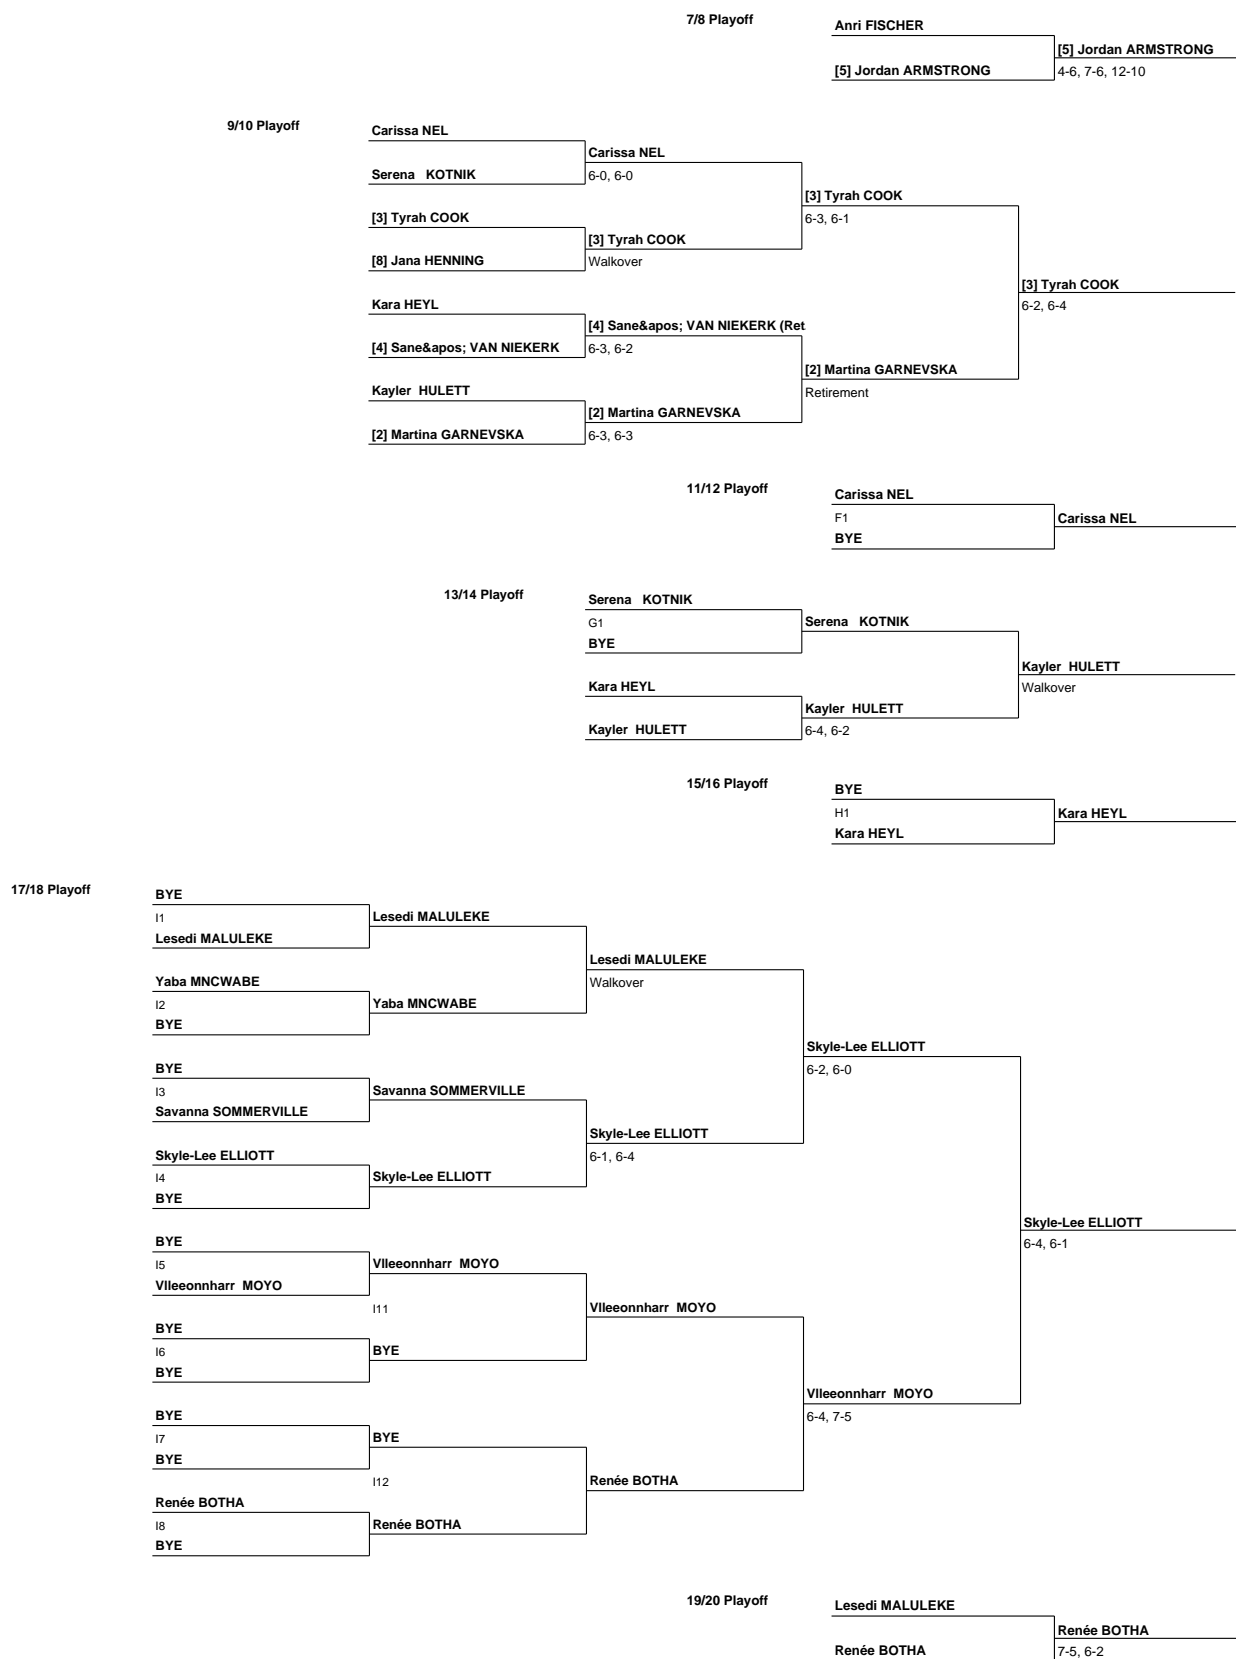 7/8 Playoff
Anri FISCHER
[5] Jordan ARMSTRONG
[5] Jordan ARMSTRONG
4-6, 7-6, 12-10
9/10 Playoff
Carissa NEL
Carissa NEL
Serena KOTNIK
6-0, 6-0
[3] Tyrah COOK
[3] Tyrah COOK
6-3, 6-1
[3] Tyrah COOK
[8] Jana HENNING
Walkover
[3] Tyrah COOK
Kara HEYL
6-2, 6-4
[4] Sane&apos; VAN NIEKERK (Ret
[4] Sane&apos; VAN NIEKERK
6-3, 6-2
[2] Martina GARNEVSKA
Kayler HULETT
Retirement
[2] Martina GARNEVSKA
[2] Martina GARNEVSKA
6-3, 6-3
11/12 Playoff
Carissa NEL
F1
Carissa NEL
BYE
13/14 Playoff
Serena KOTNIK
G1
Serena KOTNIK
BYE
Kayler HULETT
Kara HEYL
Walkover
Kayler HULETT
Kayler HULETT
6-4, 6-2
15/16 Playoff
BYE
H1
Kara HEYL
Kara HEYL
17/18 Playoff
BYE
I1
Lesedi MALULEKE
Lesedi MALULEKE
Lesedi MALULEKE
Yaba MNCWABE
Walkover
I2
Yaba MNCWABE
BYE
Skyle-Lee ELLIOTT
BYE
6-2, 6-0
I3
Savanna SOMMERVILLE
Savanna SOMMERVILLE
Skyle-Lee ELLIOTT
Skyle-Lee ELLIOTT
6-1, 6-4
I4
Skyle-Lee ELLIOTT
BYE
Skyle-Lee ELLIOTT
BYE
6-4, 6-1
I5
Vlleeonnharr MOYO
Vlleeonnharr MOYO
I11
Vlleeonnharr MOYO
BYE
I6
BYE
BYE
Vlleeonnharr MOYO
BYE
6-4, 7-5
I7
BYE
BYE
I12
Renée BOTHA
Renée BOTHA
I8
Renée BOTHA
BYE
19/20 Playoff
Lesedi MALULEKE
Renée BOTHA
Renée BOTHA
7-5, 6-2